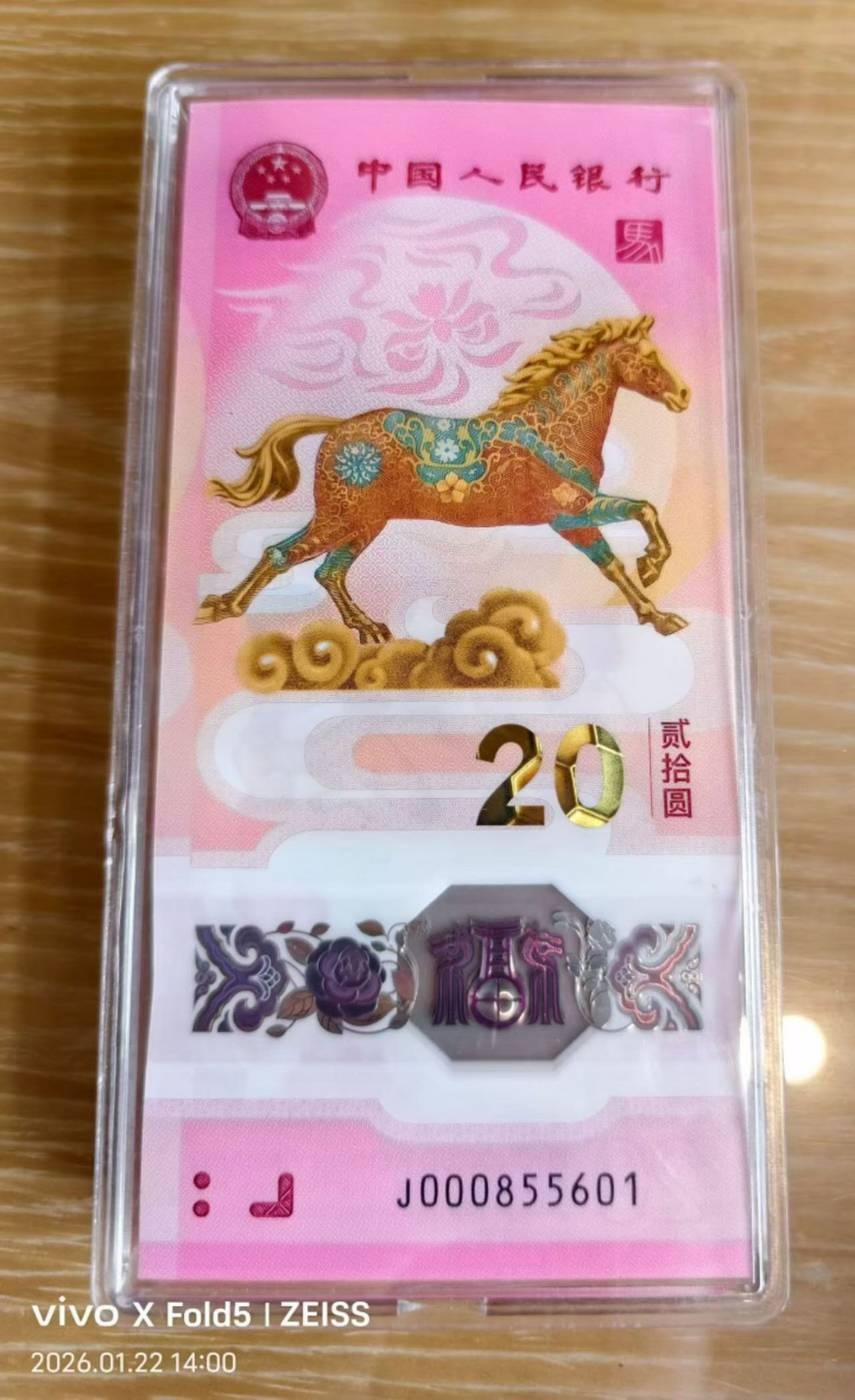 中国人民银行
馬
20
贰拾圆
J000855601
vivo X Fold5 | ZEISS
2026.01.22 14:00